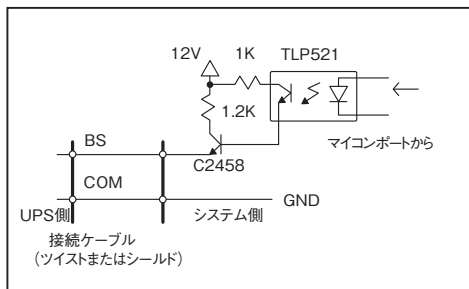 12V
1K
TLP521
1.2K
マイコンポートから
BS
C2458
COM
GND
UPS側
システム側
接続ケーブル
(ツイストまたはシールド)